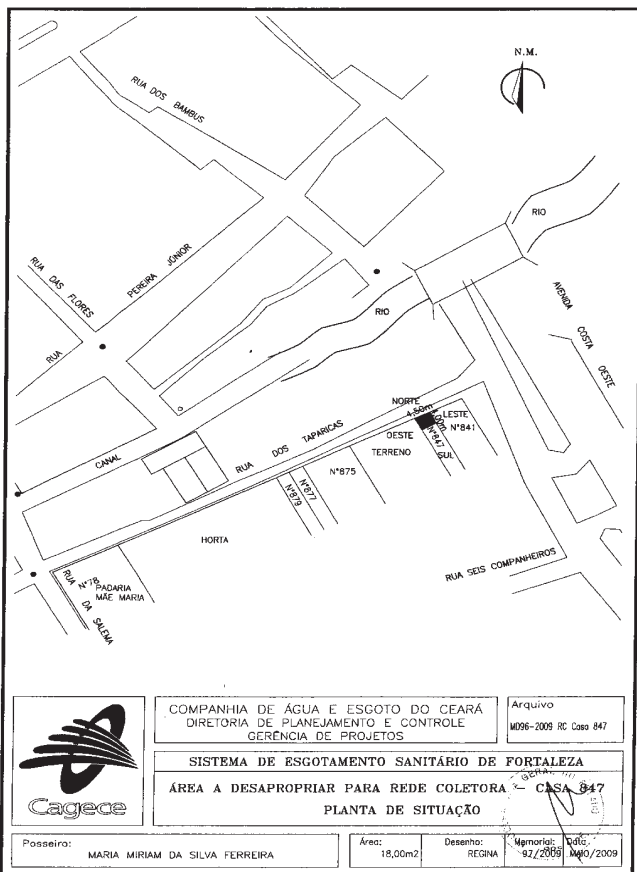 N.M.
RUA DOS BAMBUS
RIO
RUA DAS FLORES
PEREIRA JÚNIOR
RUA
AVENIDA COSTA OESTE
RIO
NORTE
4,50m
4,00m
LESTE
N°841
N°847
OESTE
SUL
TERRENO
RUA DOS TAPARICAS
CANAL
N°875
N°877
N°879
HORTA
RUA SEIS COMPANHEIROS
N°78
PADARIA
MÃE MARIA
RUA DA SALEMA
Cagece
COMPANHIA DE ÁGUA E ESGOTO DO CEARÁ
DIRETORIA DE PLANEJAMENTO E CONTROLE
GERÊNCIA DE PROJETOS
Arquivo
MD96-2009 RC Casa 847
SISTEMA DE ESGOTAMENTO SANITÁRIO DE FORTALEZA
ÁREA A DESAPROPRIAR PARA REDE COLETORA - CASA 847
PLANTA DE SITUAÇÃO
Posseiro:
MARIA MIRIAM DA SILVA FERREIRA
Área:
18,00m2
Desenho:
REGINA
Memorial:
97/2009
Data:
MAIO/2009